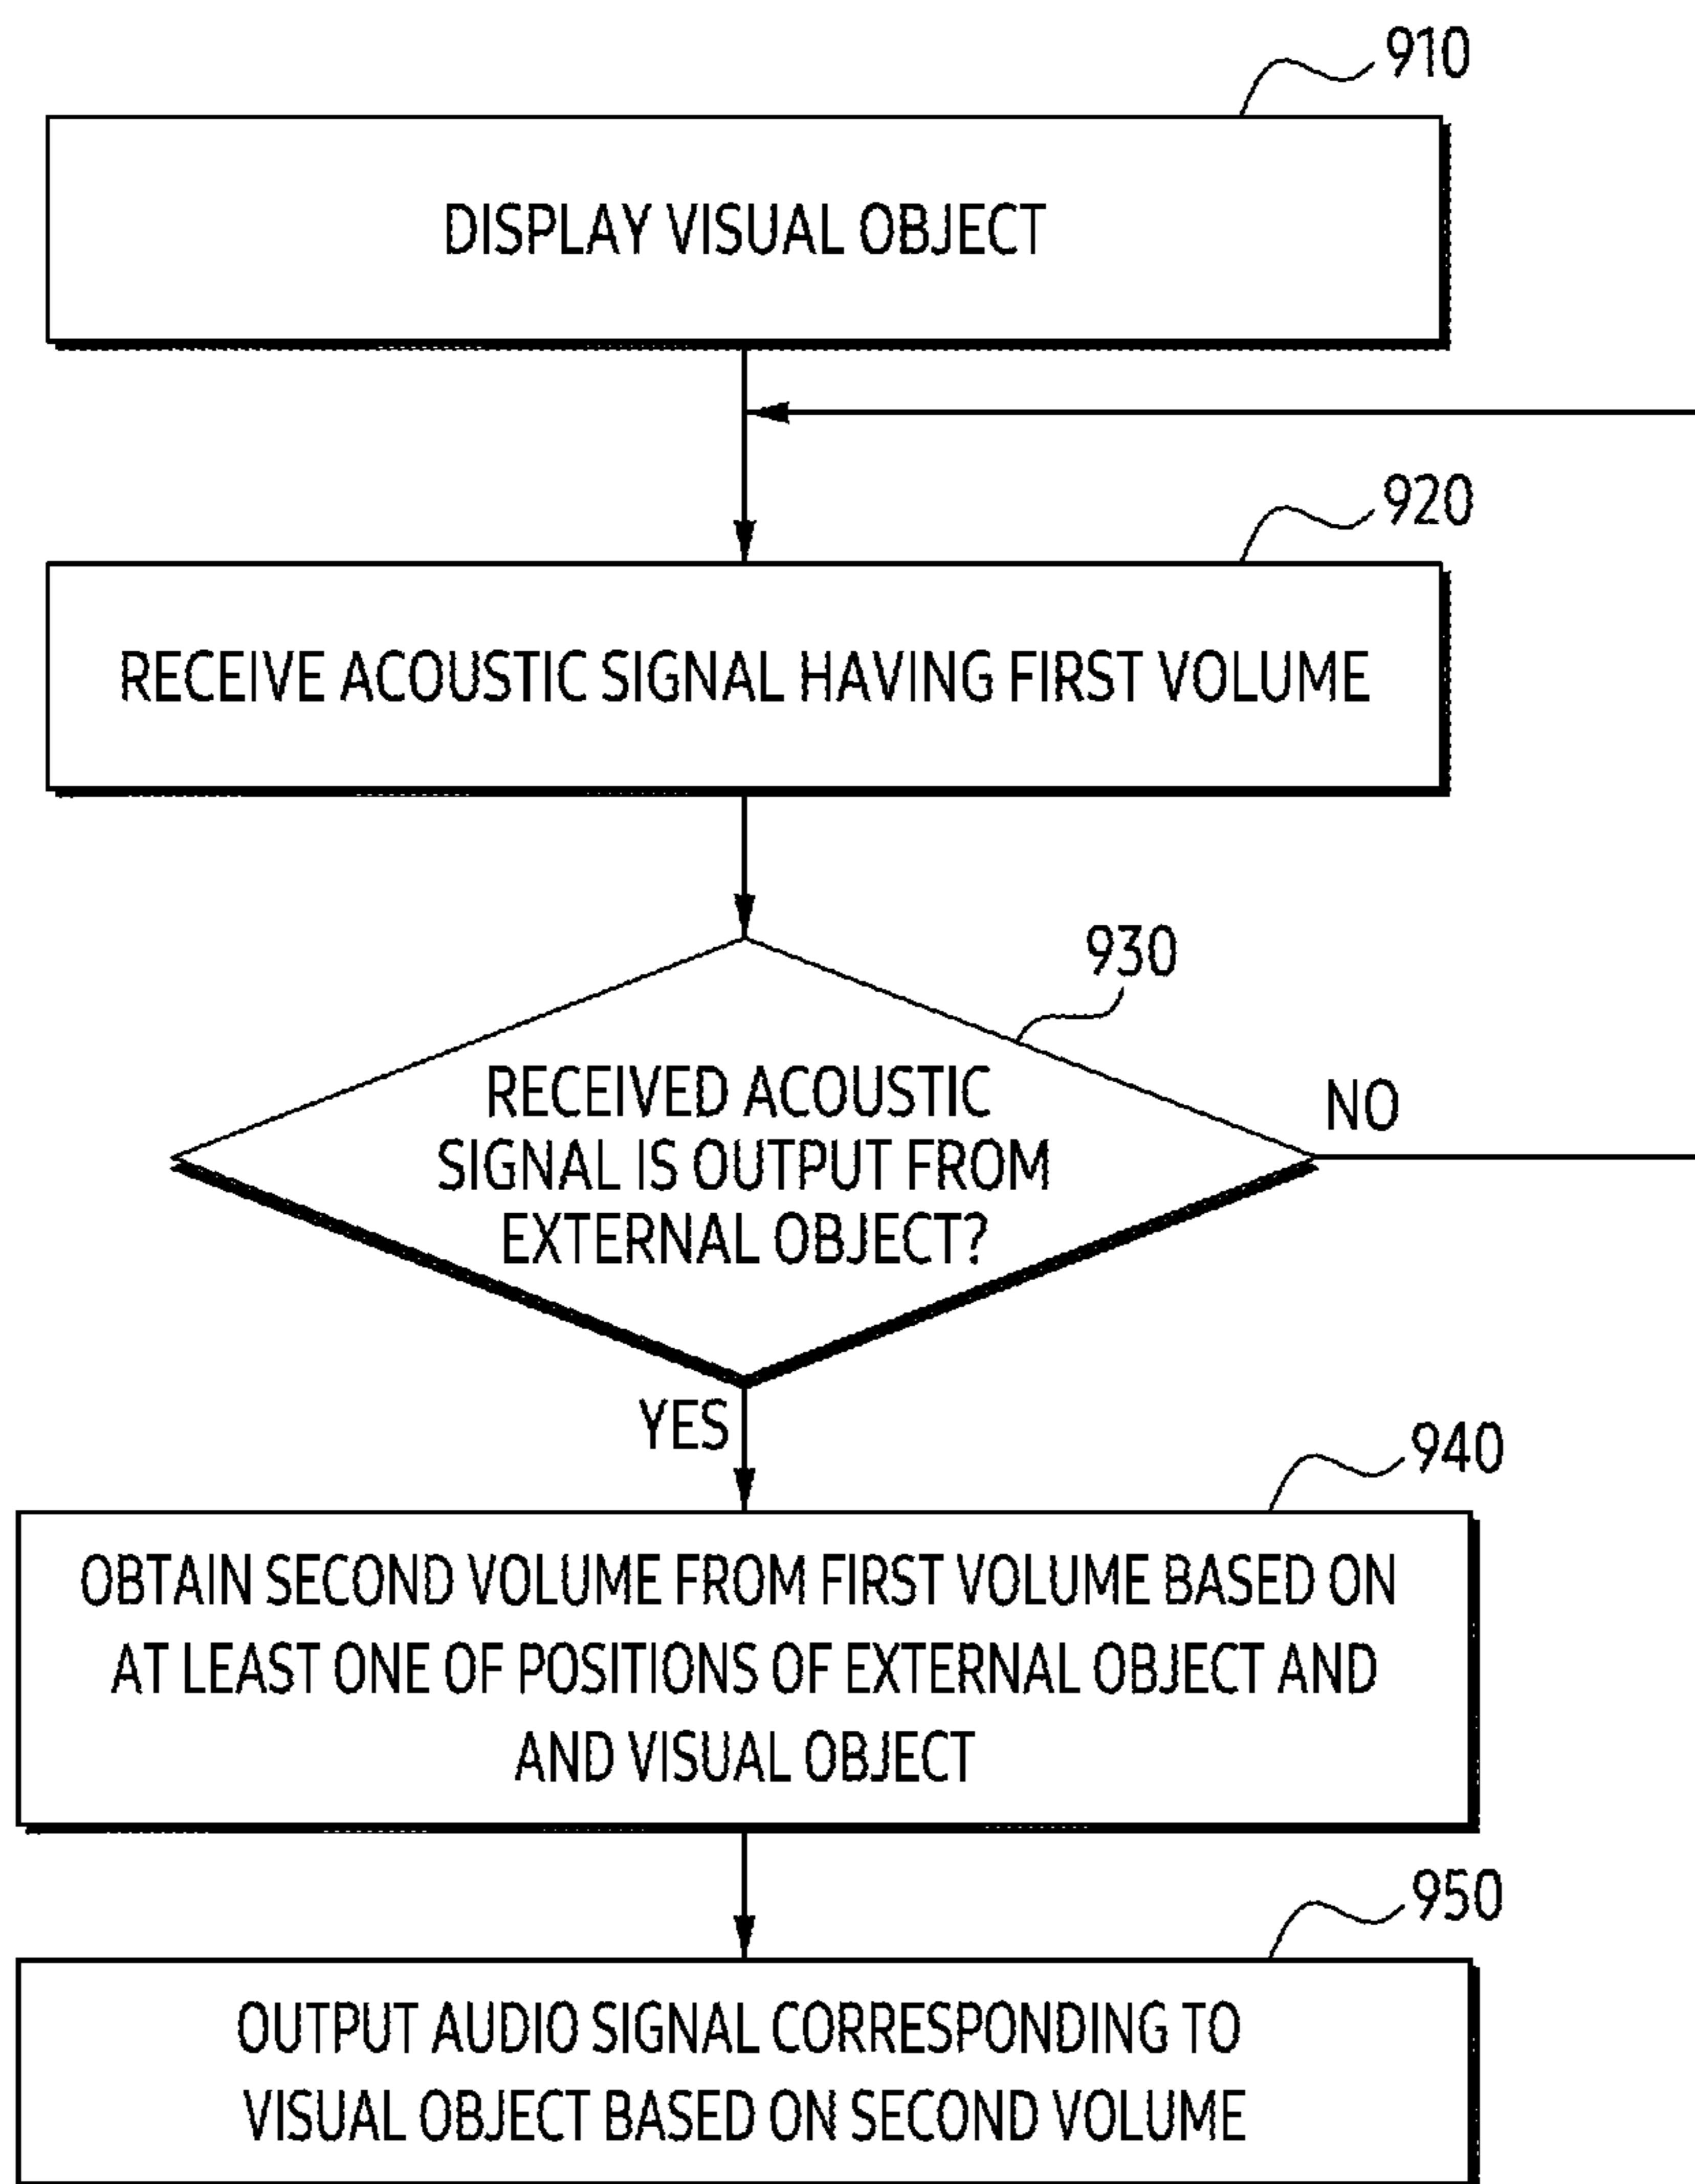 910
DISPLAY VISUAL OBJECT
920
RECEIVE ACOUSTIC SIGNAL HAVING FIRST VOLUME
930
RECEIVED ACOUSTIC
SIGNAL IS OUTPUT FROM
EXTERNAL OBJECT?
NO
YES
940
OBTAIN SECOND VOLUME FROM FIRST VOLUME BASED ON
AT LEAST ONE OF POSITIONS OF EXTERNAL OBJECT AND
AND VISUAL OBJECT
950
OUTPUT AUDIO SIGNAL CORRESPONDING TO
VISUAL OBJECT BASED ON SECOND VOLUME